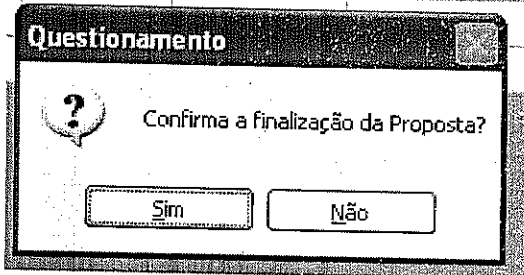 Questionamento
?
Confirma a finalização da Proposta?
Sim
Não